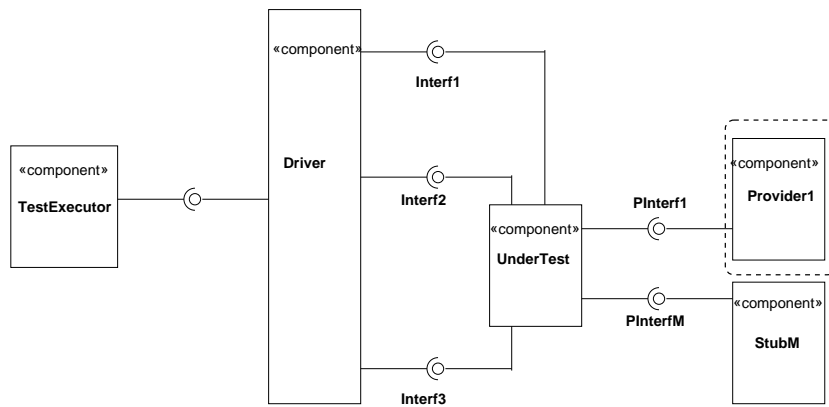 «component»
TestExecutor
«component»
Driver
Interf1
Interf2
Interf3
«component»
UnderTest
PInterf1
PInterfM
«component»
Provider1
«component»
StubM